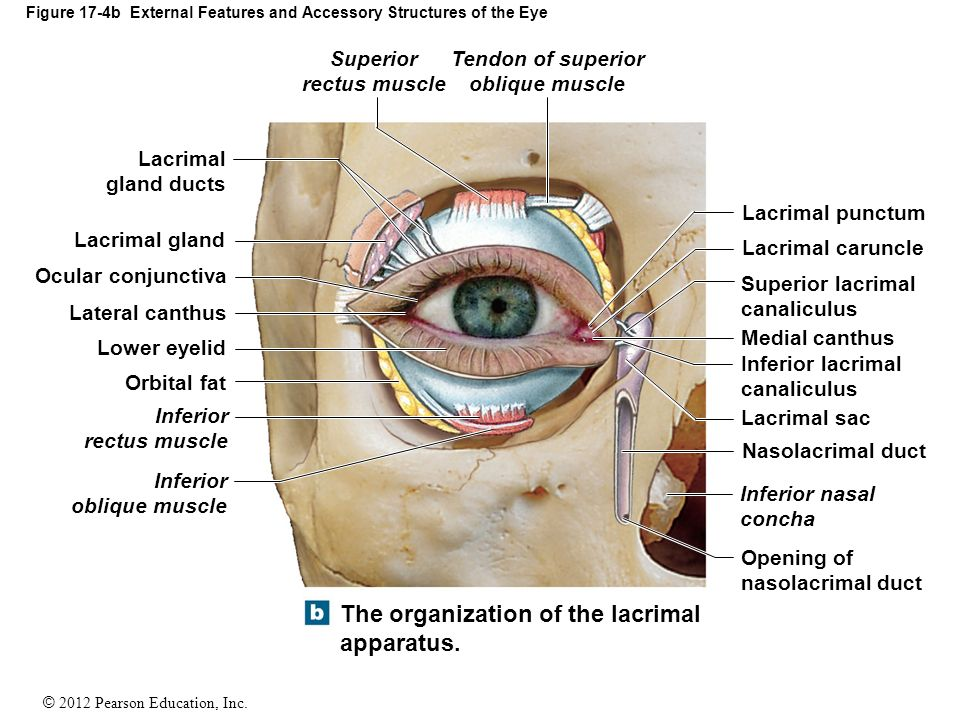 Figure 17-4b  External Features and Accessory Structures of the Eye
Superior
rectus muscle
Tendon of superior
oblique muscle
Lacrimal
gland ducts
Lacrimal gland
Ocular conjunctiva
Lateral canthus
Lower eyelid
Orbital fat
Inferior
rectus muscle
Inferior
oblique muscle
Lacrimal punctum
Lacrimal caruncle
Superior lacrimal
canaliculus
Medial canthus
Inferior lacrimal
canaliculus
Lacrimal sac
Nasolacrimal duct
Inferior nasal
concha
Opening of
nasolacrimal duct
b The organization of the lacrimal
apparatus.
© 2012 Pearson Education, Inc.